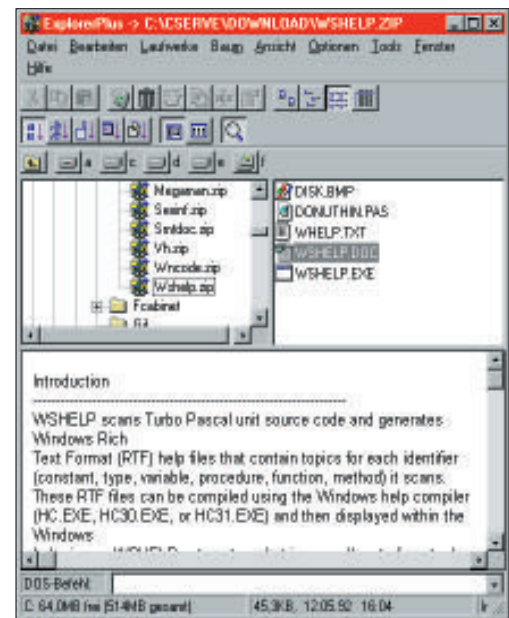 ExplorerPlus -> C:\CSERVE\DOWNLOAD\WSHELP.ZIP
Datei Bearbeiten Laufwerke Baum Ansicht Optionen Tools Fenster
Hilfe
a c d e f
Megaman.zip
Seeinf.zip
Smtdoc.zip
Vh.zip
Wncode.zip
Wshelp.zip
Fcabinet
DISK.BMP
DONUTHIN.PAS
WHELP.TXT
WSHELP.DOC
WSHELP.EXE
Introduction
WSHELP scans Turbo Pascal unit source code and generates
Windows Rich
Text Format (RTF) help files that contain topics for each identifier
(constant, type, variable, procedure, function, method) it scans.
These RTF files can be compiled using the Windows help compiler
(HC.EXE, HC30.EXE, or HC31.EXE) and then displayed within the
Windows
DOS-Befehl:
C: 64,0MB frei (514MB gesamt) 45,3KB, 12.05.92 16:04